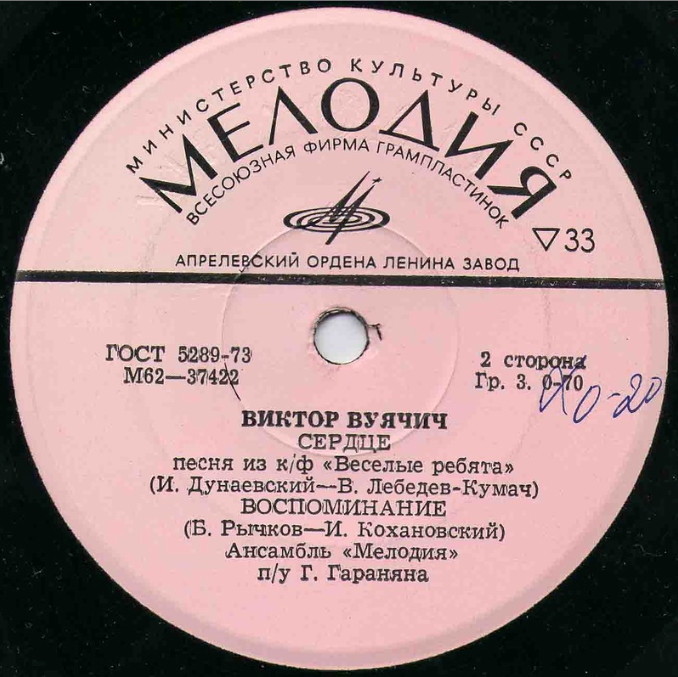 МИНИСТЕРСТВО КУЛЬТУРЫ СССР
МЕЛОДИЯ
ВСЕСОЮЗНАЯ ФИРМА ГРАМПЛАСТИНОК
33
АПРЕЛЕВСКИЙ ОРДЕНА ЛЕНИНА ЗАВОД
ГОСТ 5289-73
М62—37422
2 сторона
Гр. 3. 0-70
0-20
ВИКТОР ВУЯЧИЧ
СЕРДЦЕ
песня из к/ф «Веселые ребята»
(И. Дунаевский—В. Лебедев-Кумач)
ВОСПОМИНАНИЕ
(Б. Рычков—И. Кохановский)
Ансамбль «Мелодия»
п/у Г. Гараняна